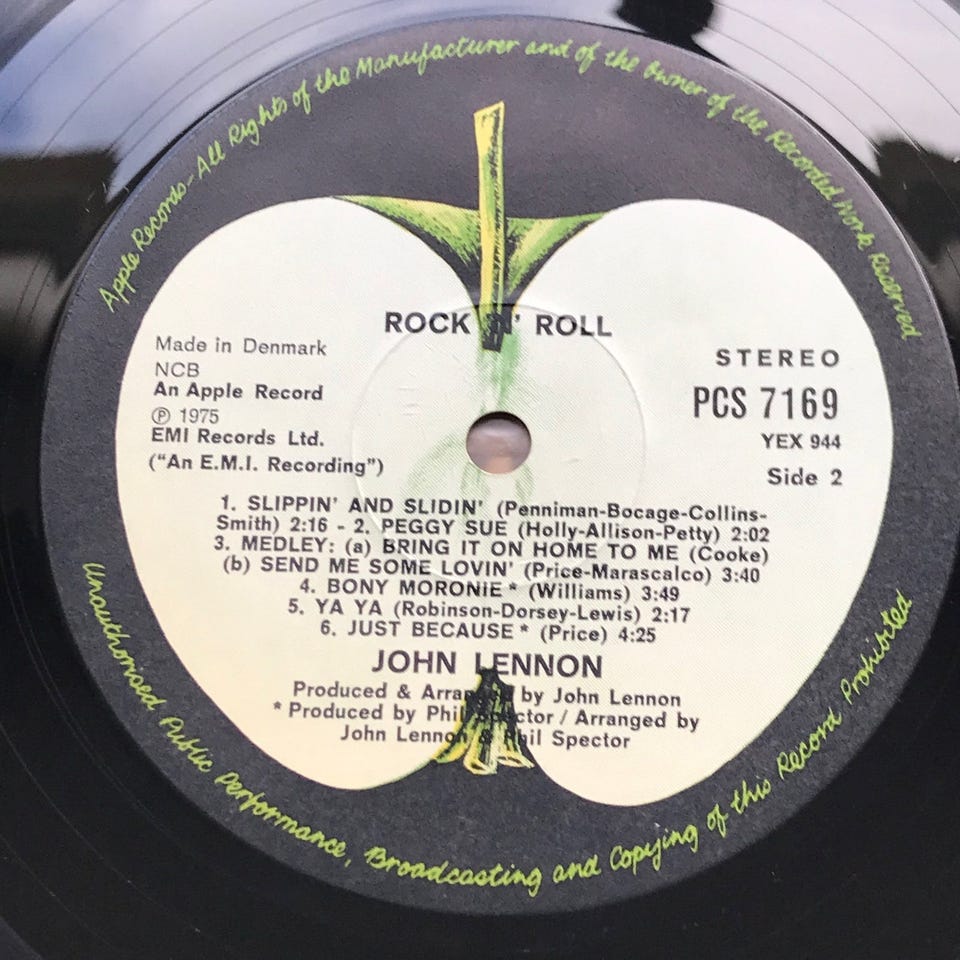 Apple Records-All Rights of the Manufacturer and of the Owner of the Recorded Work Reserved
ROCK 'N' ROLL
Made in Denmark
NCB
An Apple Record
℗ 1975
EMI Records Ltd.
("An E.M.I. Recording")
STEREO
PCS 7169
YEX 944
Side 2
1. SLIPPIN' AND SLIDIN' (Penniman-Bocage-Collins-
Smith) 2:16 - 2. PEGGY SUE (Holly-Allison-Petty) 2:02
3. MEDLEY: (a) BRING IT ON HOME TO ME (Cooke)
(b) SEND ME SOME LOVIN' (Price-Marascalco) 3:40
4. BONY MORONIE* (Williams) 3:49
5. YA YA (Robinson-Dorsey-Lewis) 2:17
6. JUST BECAUSE* (Price) 4:25
JOHN LENNON
Produced & Arranged by John Lennon
*Produced by Phil Spector / Arranged by
John Lennon & Phil Spector
Unauthorised Public Performance, Broadcasting and Copying of this Record Prohibited